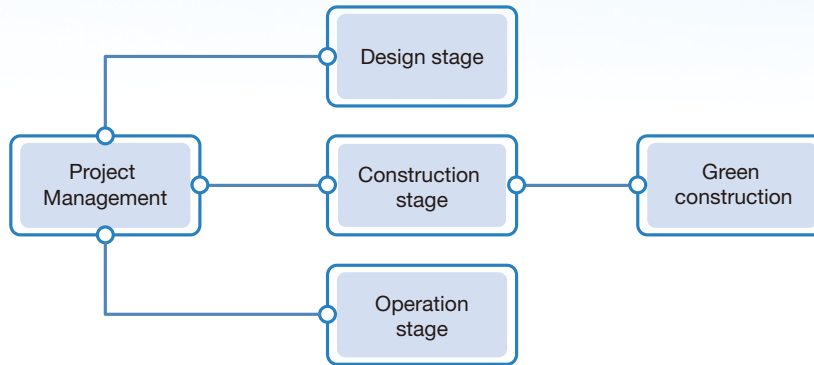 Design stage
Project
Management
Construction
stage
Green
construction
Operation
stage